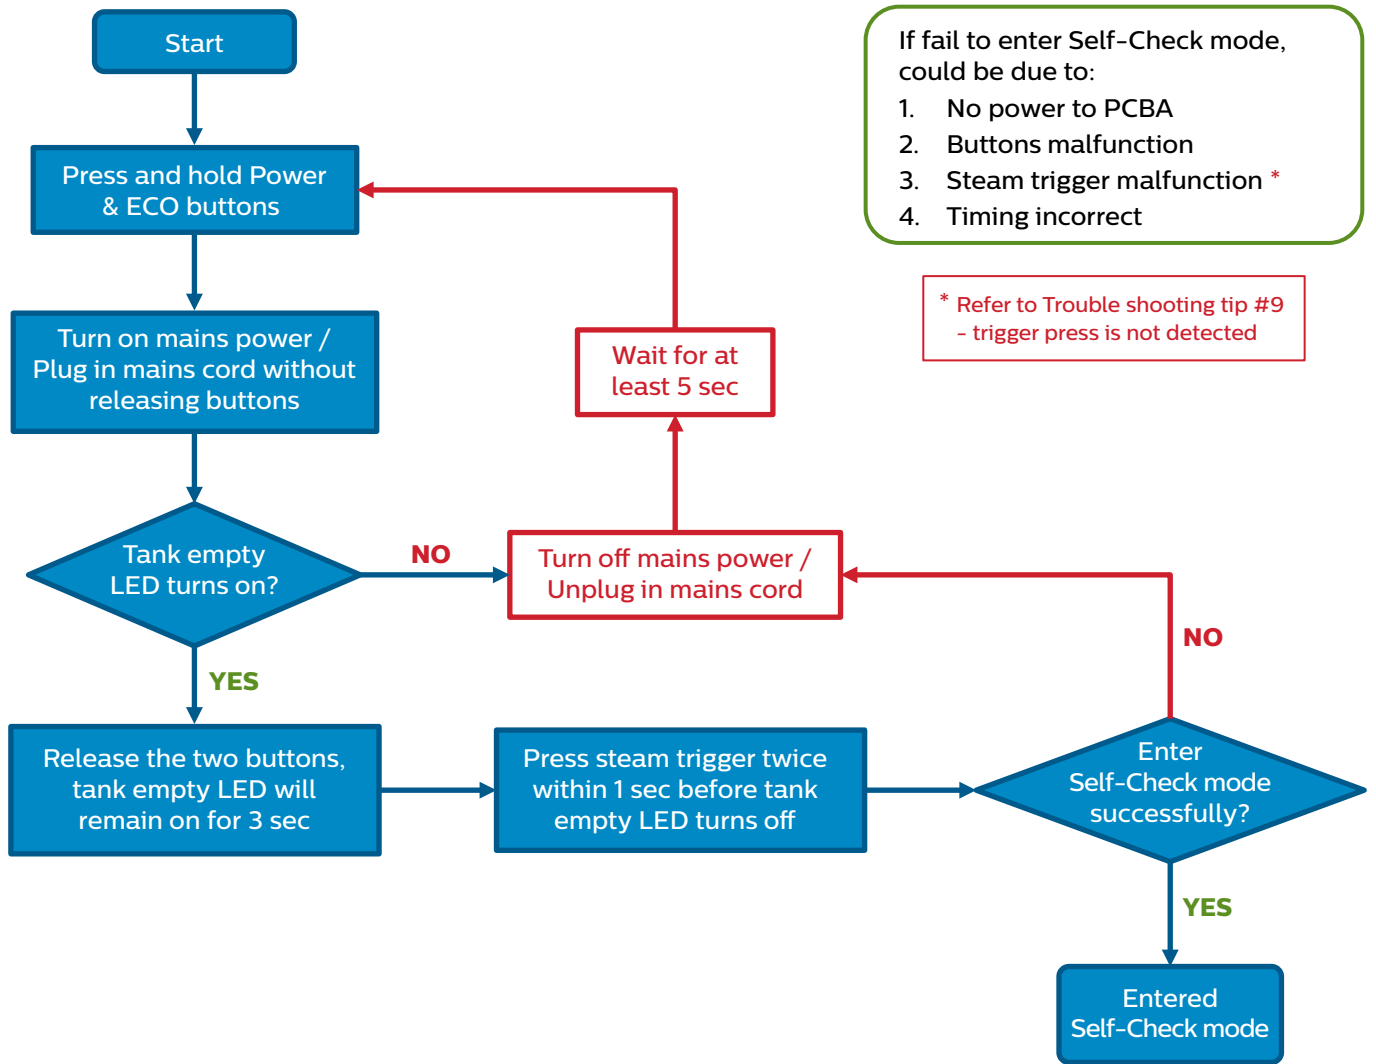 Start
Press and hold Power
& ECO buttons
Turn on mains power /
Plug in mains cord without
releasing buttons
Tank empty
LED turns on?
NO
YES
Turn off mains power /
Unplug in mains cord
Wait for at
least 5 sec
Release the two buttons,
tank empty LED will
remain on for 3 sec
Press steam trigger twice
within 1 sec before tank
empty LED turns off
Enter
Self-Check mode
successfully?
NO
YES
Entered
Self-Check mode
If fail to enter Self-Check mode,
could be due to:
1. No power to PCBA
2. Buttons malfunction
3. Steam trigger malfunction *
4. Timing incorrect
* Refer to Trouble shooting tip #9
- trigger press is not detected